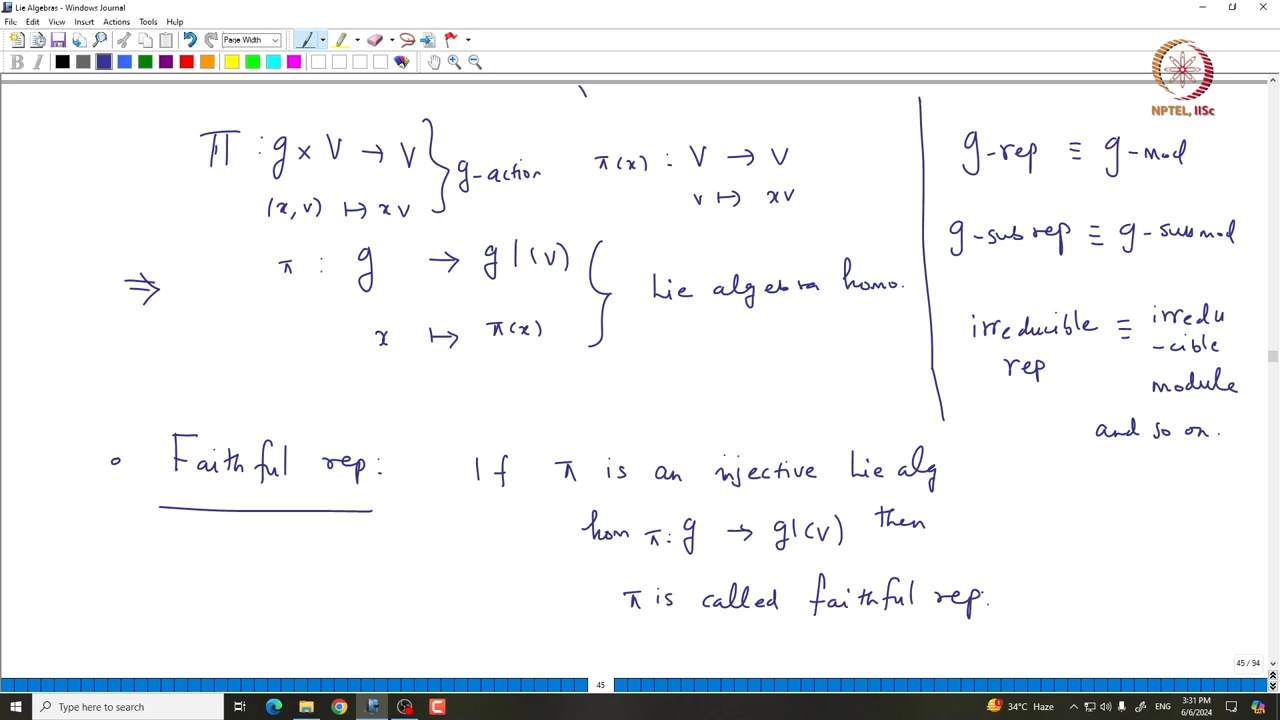 Lie Algebras - Windows Journal
File Edit View Insert Actions Tools Help
Page Width
B I
NPTEL, IISc
Π : g × V → V } g-action
(x, v) ↦ xv
π(x) : V → V
v ↦ xv
⇒ π : g → gl(V) } Lie algebra homo.
x ↦ π(x)
g-rep ≡ g-mod
g-subrep ≡ g-submod
irreducible rep ≡ irredu
-cible
module
and so on.
• Faithful rep: If π is an injective Lie alg
hom π: g → gl(V) then
π is called faithful rep.
45 / 94
45
Type here to search
34°C Haze
ENG
3:31 PM
6/6/2024